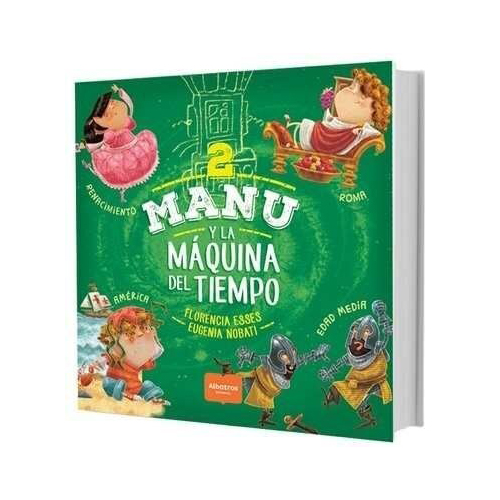 2
MANU
Y LA
MÁQUINA
DEL TIEMPO
FLORENCIA ESSES
EUGENIA NOBATI
RENACIMIENTO
ROMA
AMÉRICA
EDAD MEDIA
Albatros